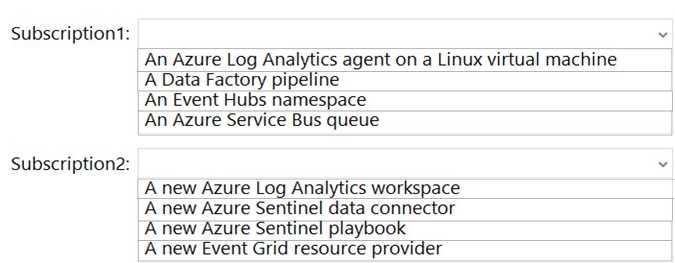 Subscription1:
An Azure Log Analytics agent on a Linux virtual machine
A Data Factory pipeline
An Event Hubs namespace
An Azure Service Bus queue
Subscription2:
A new Azure Log Analytics workspace
A new Azure Sentinel data connector
A new Azure Sentinel playbook
A new Event Grid resource provider